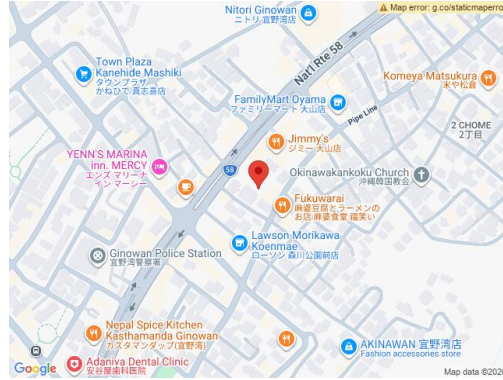 Nitori Ginowan
ニトリ 宜野湾店
Map error: g.co/staticmaperro
Nat'l Rte 58
Town Plaza
Kanehide Mashiki
タウンプラザ
かねひで 真志喜店
Komeya Matsukura
米や松倉
FamilyMart Oyama
ファミリーマート 大山店
Pipe Line
2 CHOME
2丁目
Jimmy's
ジミー 大山店
YENN'S MARINA
inn. MERCY
エンズ マリーナ
イン マーシー
58
Okinawakankoku Church
沖縄韓国教会
Fukuwarai
麻婆豆腐とラーメンの
お店 麻婆食堂 福笑い
Lawson Morikawa
Koenmae
ローソン 森川公園前店
Ginowan Police Station
宜野湾警察署
Nepal Spice Kitchen
Kasthamanda Ginowan
カスタマンダップ(宜野湾)
AKINAWAN 宜野湾店
Fashion accessories store
Adaniya Dental Clinic
安谷屋歯科医院
Google
Map data ©202